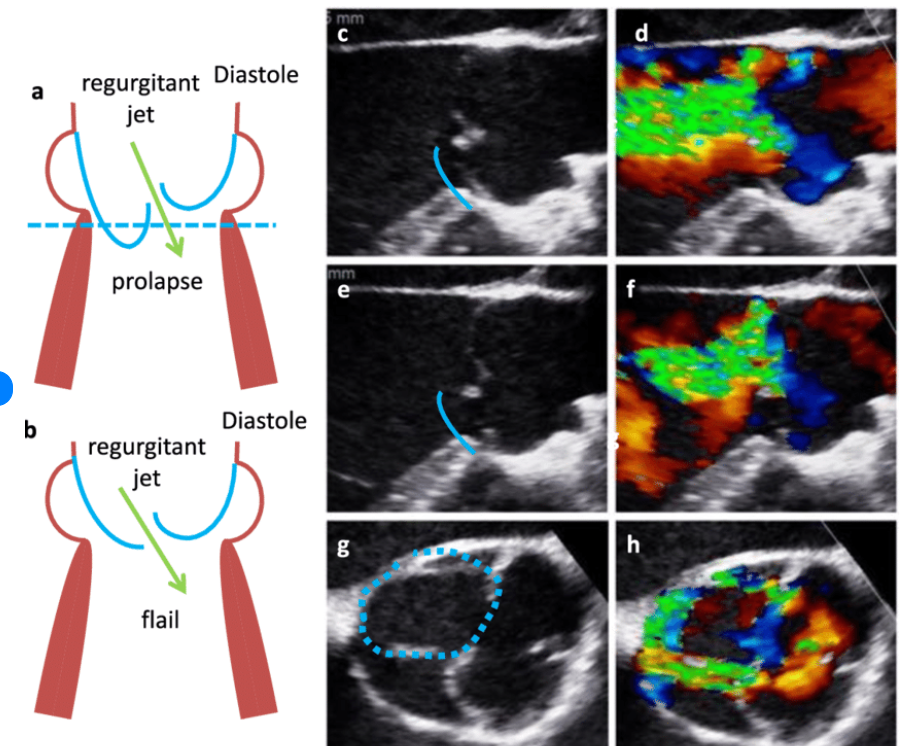 a
regurgitant
jet
Diastole
prolapse
b
regurgitant
jet
Diastole
flail
mm
c
d
mm
e
f
g
h